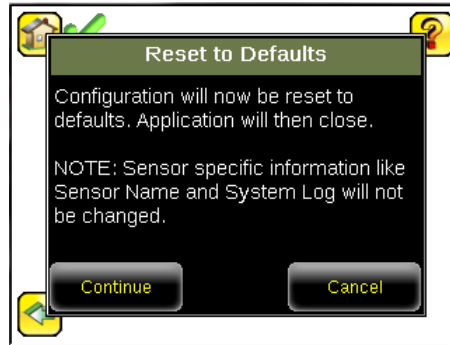 Reset to Defaults
Configuration will now be reset to
defaults. Application will then close.
NOTE: Sensor specific information like
Sensor Name and System Log will not
be changed.
Continue
Cancel
?